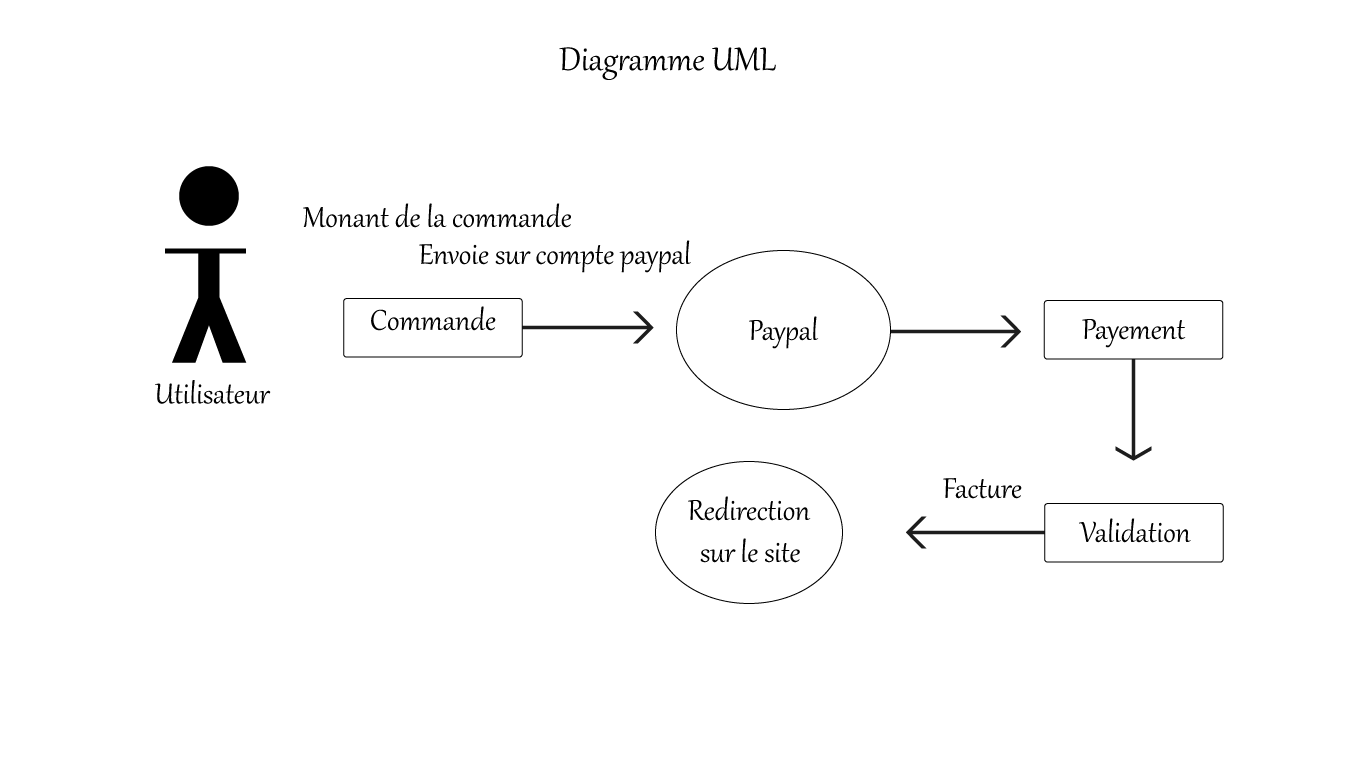 Diagramme UML
Monant de la commande
Envoie sur compte paypal
Commande
Paypal
Payement
Utilisateur
Facture
Redirection
sur le site
Validation